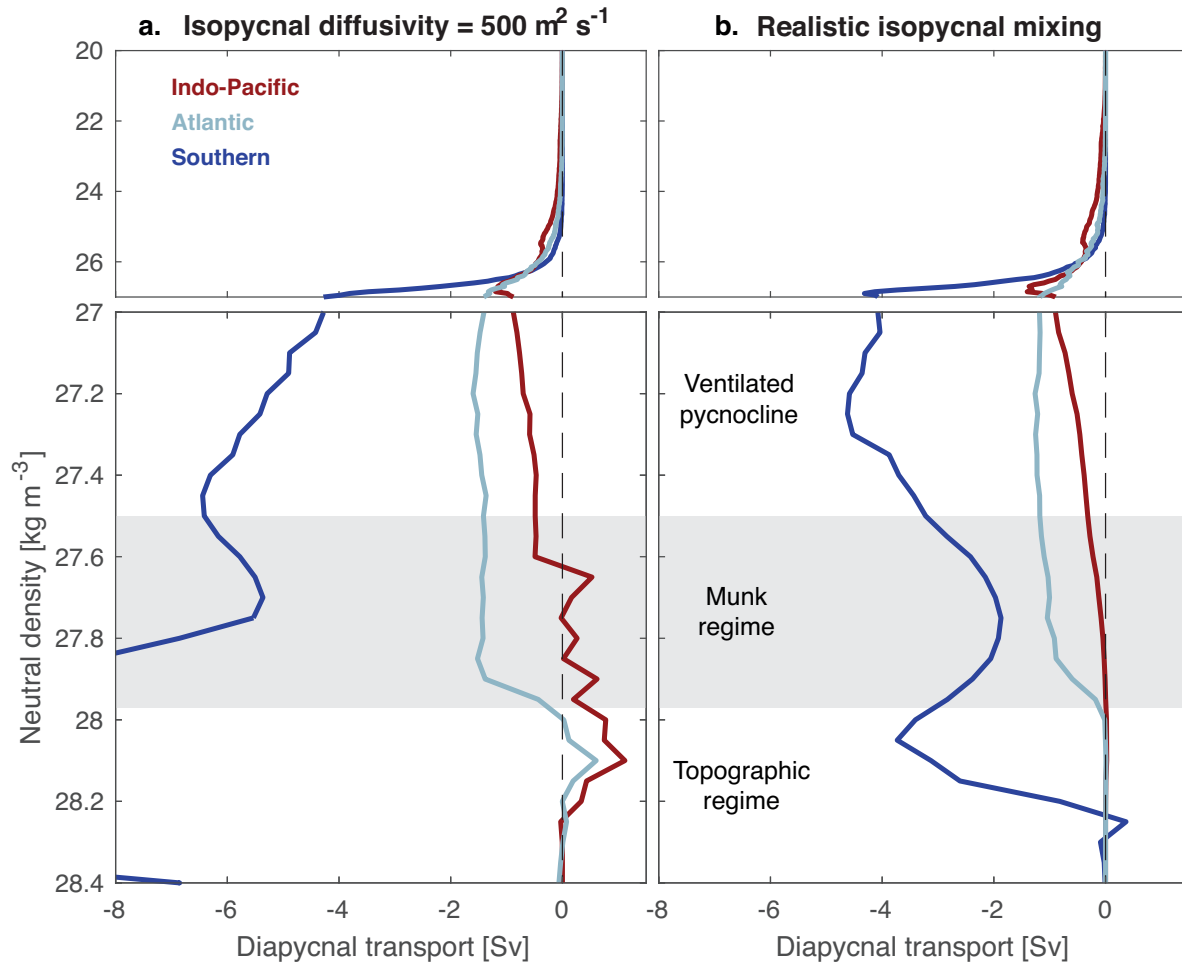 a. Isopycnal diffusivity = 500 m² s⁻¹
b. Realistic isopycnal mixing
20
22
24
26
Indo-Pacific
Atlantic
Southern
27
27.2
27.4
27.6
27.8
28
28.2
28.4
Neutral density [kg m⁻³]
Ventilated
pycnocline
Munk
regime
Topographic
regime
-8 -6 -4 -2 0
-8 -6 -4 -2 0
Diapycnal transport [Sv]
Diapycnal transport [Sv]